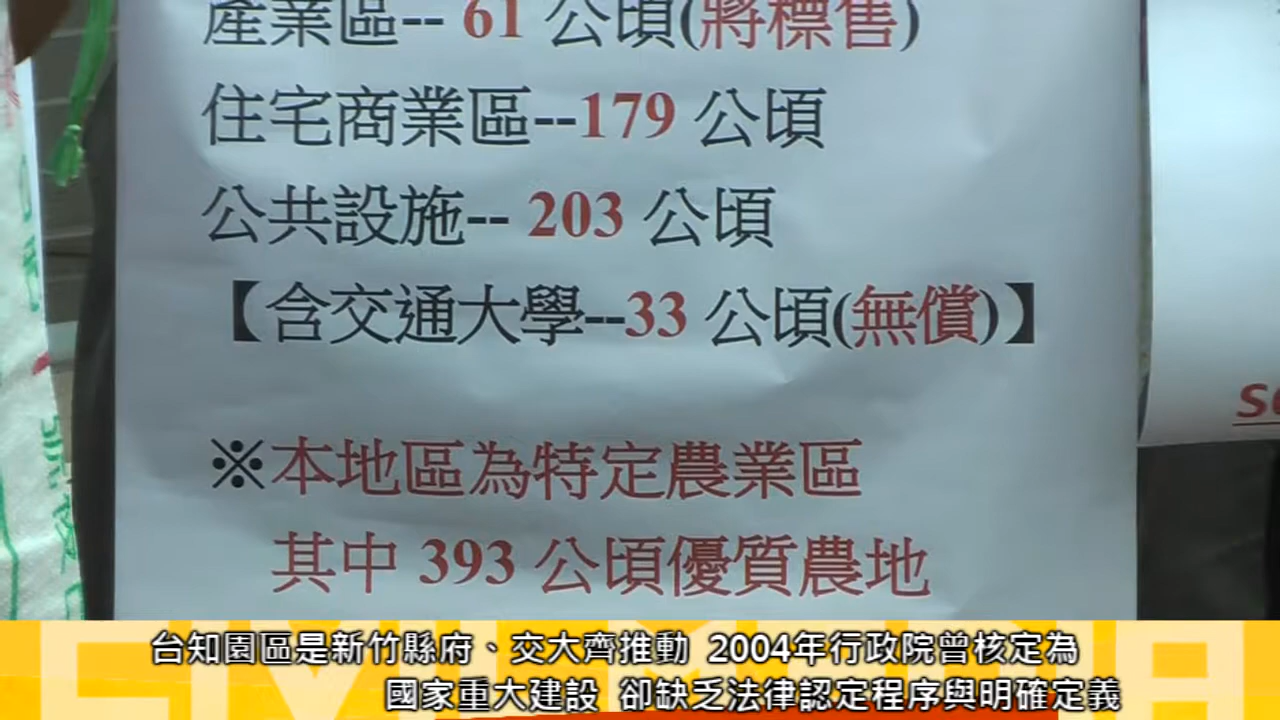 產業區-- 61 公頃(將標售)
住宅商業區--179 公頃
公共設施-- 203 公頃
【含交通大學--33 公頃(無償)】
※本地區為特定農業區
其中 393 公頃優質農地
台知園區是新竹縣府、交大齊推動 2004年行政院曾核定為
國家重大建設 卻缺乏法律認定程序與明確定義